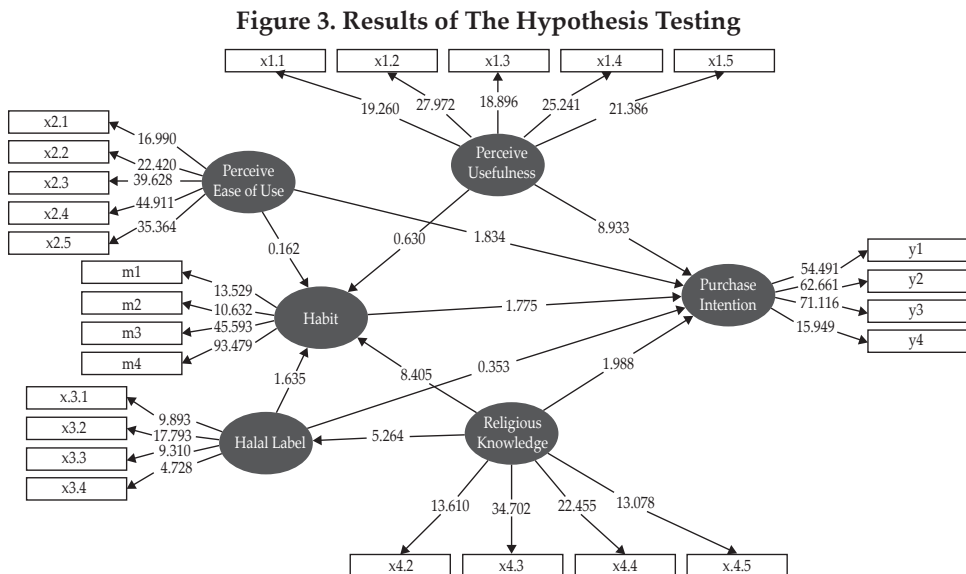 Figure 3. Results of The Hypothesis Testing
x1.1
x1.2
x1.3
x1.4
x1.5
19.260
27.972
18.896
25.241
21.386
x2.1
x2.2
x2.3
x2.4
x2.5
16.990
22.420
39.628
44.911
35.364
Perceive
Ease of Use
Perceive
Usefulness
0.162
0.630
1.834
8.933
m1
m2
m3
m4
13.529
10.632
45.593
93.479
Habit
1.775
Purchase
Intention
54.491
62.661
71.116
15.949
y1
y2
y3
y4
1.635
8.405
0.353
1.988
x.3.1
x3.2
x3.3
x3.4
9.893
17.793
9.310
4.728
Halal Label
5.264
Religious
Knowledge
13.610
34.702
22.455
13.078
x4.2
x4.3
x4.4
x.4.5